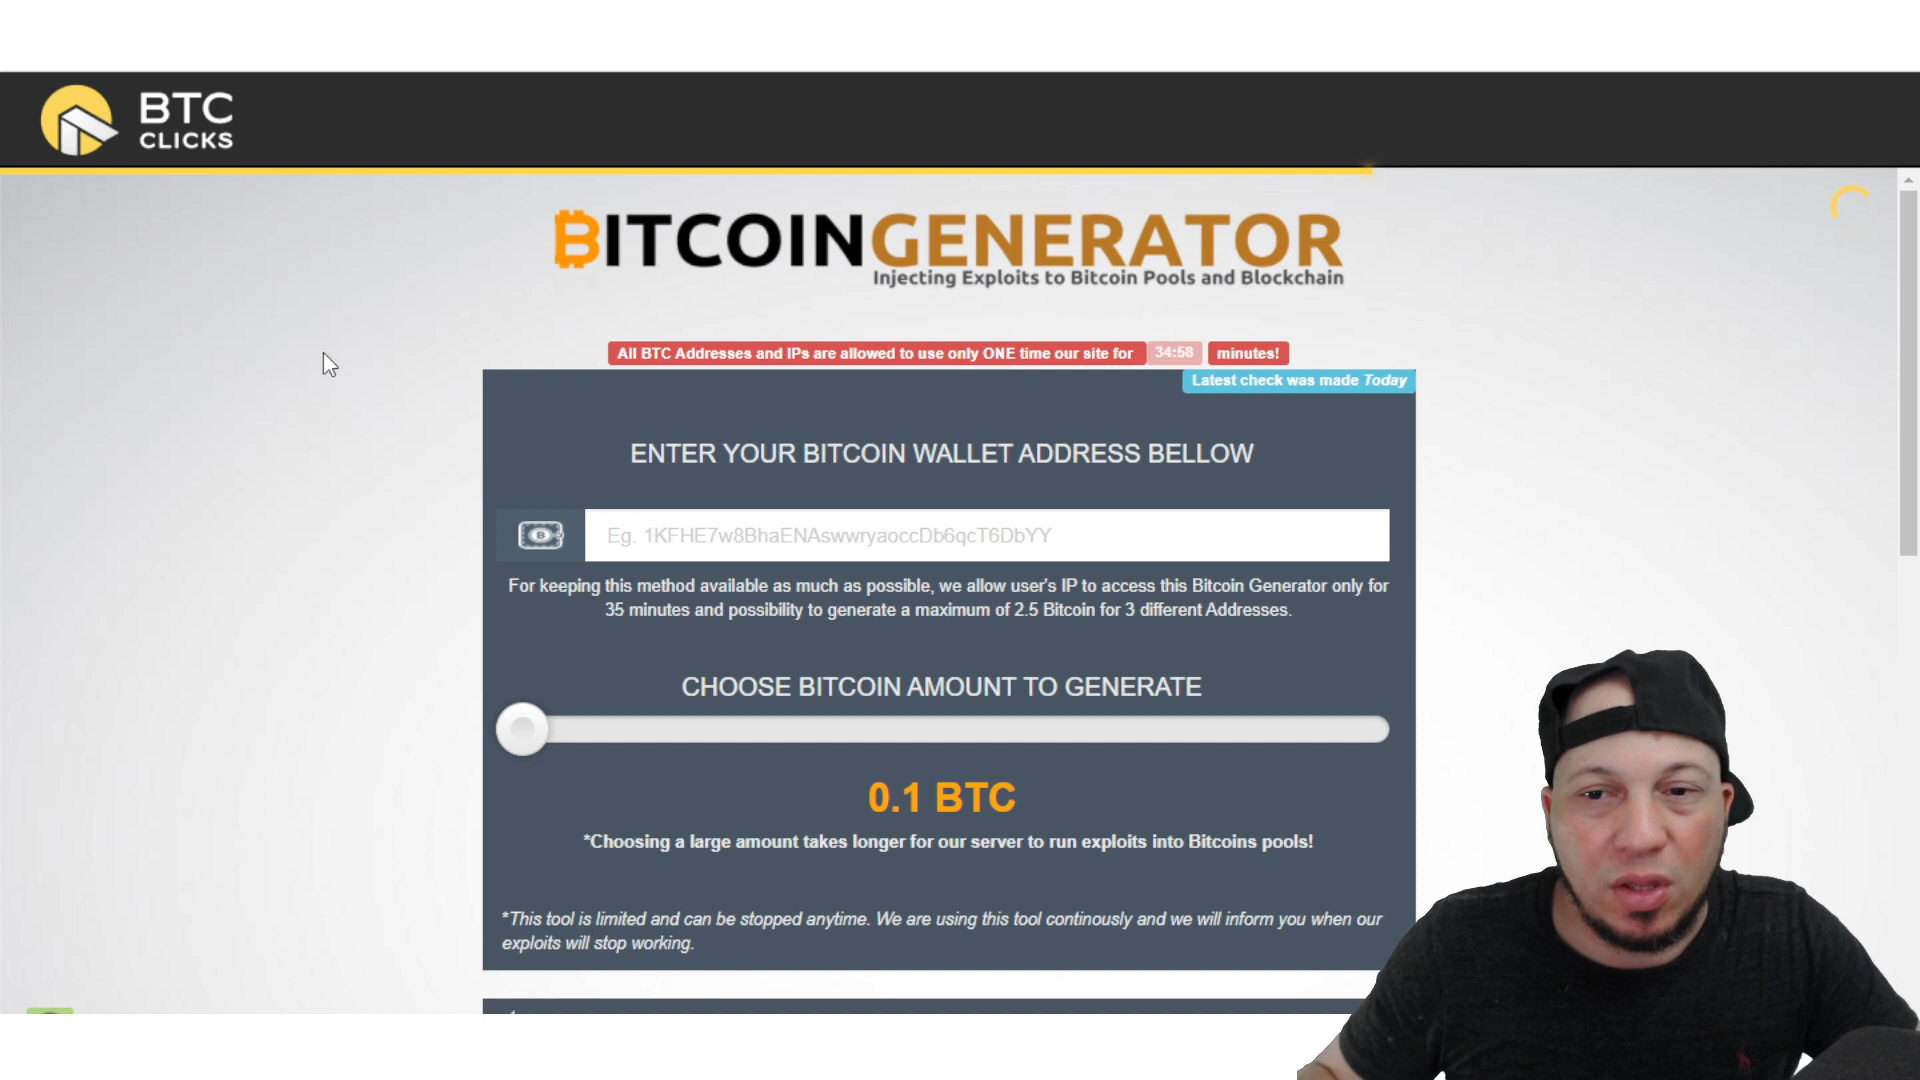 BTC
CLICKS
BITCOINGENERATOR
Injecting Exploits to Bitcoin Pools and Blockchain
All BTC Addresses and IPs are allowed to use only ONE time our site for 34:58 minutes!
Latest check was made Today
ENTER YOUR BITCOIN WALLET ADDRESS BELLOW
Eg. 1KFHE7w8BhaENAswwryaoccDb6qcT6DbYY
For keeping this method available as much as possible, we allow user's IP to access this Bitcoin Generator only for
35 minutes and possibility to generate a maximum of 2.5 Bitcoin for 3 different Addresses.
CHOOSE BITCOIN AMOUNT TO GENERATE
0.1 BTC
*Choosing a large amount takes longer for our server to run exploits into Bitcoins pools!
*This tool is limited and can be stopped anytime. We are using this tool continously and we will inform you when our
exploits will stop working.